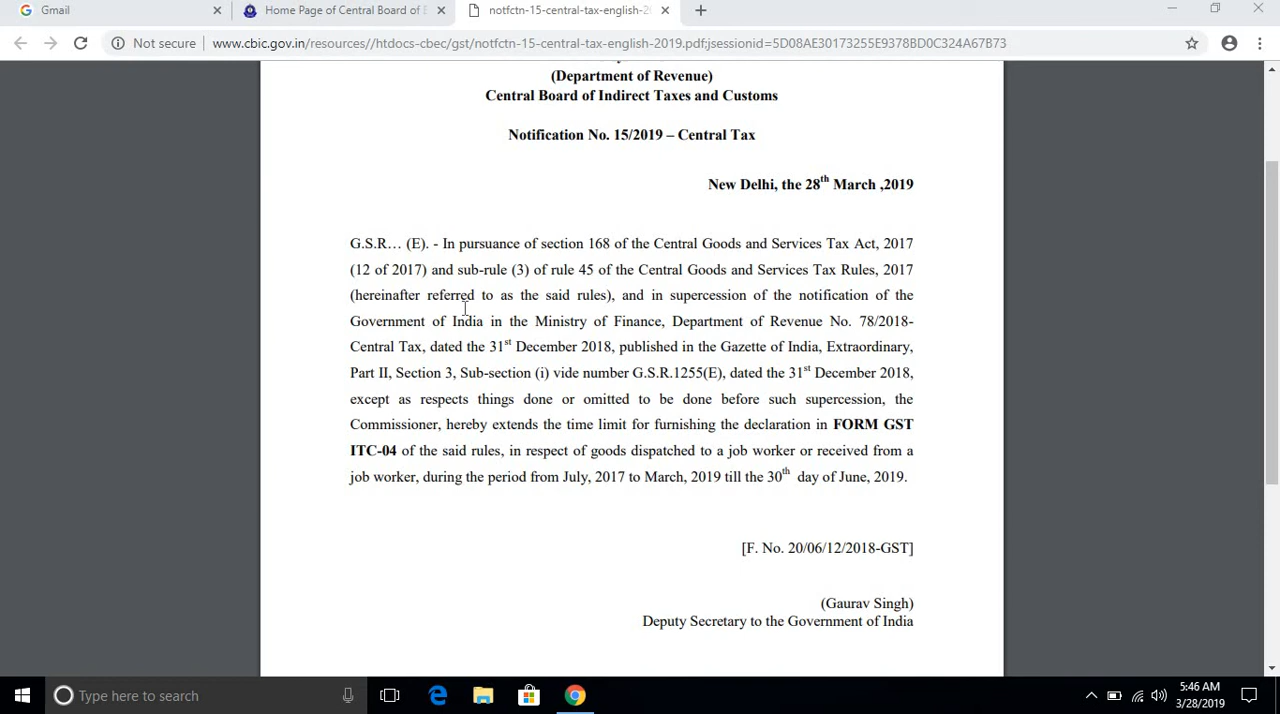 Gmail
Home Page of Central Board of E
notfctn-15-central-tax-english-2
Not secure
www.cbic.gov.in/resources//htdocs-cbec/gst/notfctn-15-central-tax-english-2019.pdf;jsessionid=5D08AE30173255E9378BD0C324A67B73
(Department of Revenue)
Central Board of Indirect Taxes and Customs
Notification No. 15/2019 – Central Tax
New Delhi, the 28th March ,2019
G.S.R… (E). - In pursuance of section 168 of the Central Goods and Services Tax Act, 2017
(12 of 2017) and sub-rule (3) of rule 45 of the Central Goods and Services Tax Rules, 2017
(hereinafter referred to as the said rules), and in supercession of the notification of the
Government of India in the Ministry of Finance, Department of Revenue No. 78/2018-
Central Tax, dated the 31st December 2018, published in the Gazette of India, Extraordinary,
Part II, Section 3, Sub-section (i) vide number G.S.R.1255(E), dated the 31st December 2018,
except as respects things done or omitted to be done before such supercession, the
Commissioner, hereby extends the time limit for furnishing the declaration in FORM GST
ITC-04 of the said rules, in respect of goods dispatched to a job worker or received from a
job worker, during the period from July, 2017 to March, 2019 till the 30th day of June, 2019.
[F. No. 20/06/12/2018-GST]
(Gaurav Singh)
Deputy Secretary to the Government of India
Type here to search
5:46 AM
3/28/2019